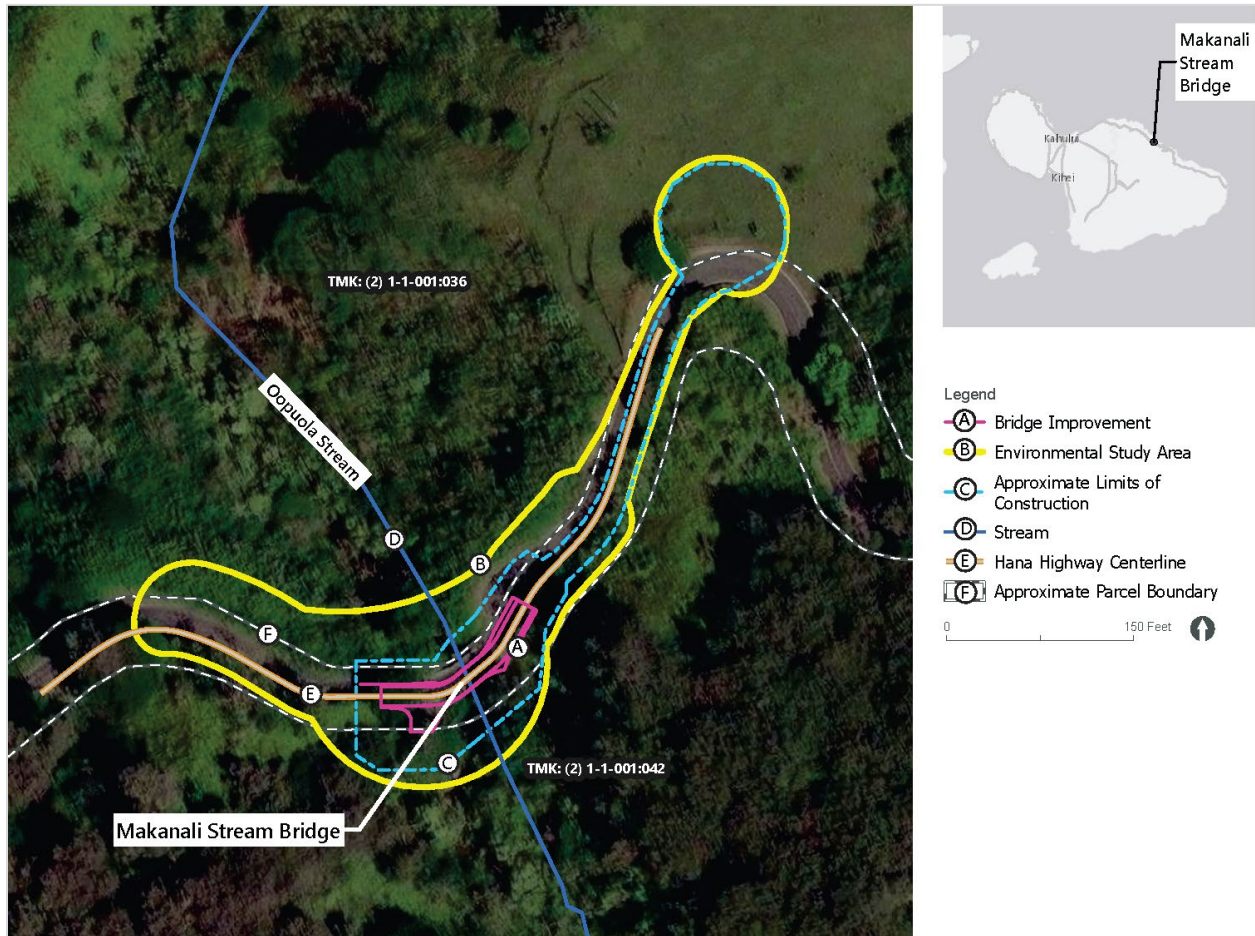 Makanali
Stream
Bridge
Kahului
Kihei
TMK: (2) 1-1-001:036
Oopuola Stream
D
B
F
A
E
C
TMK: (2) 1-1-001:042
Makanali Stream Bridge
Legend
A Bridge Improvement
B Environmental Study Area
C Approximate Limits of
Construction
D Stream
E Hana Highway Centerline
F Approximate Parcel Boundary
0 150 Feet